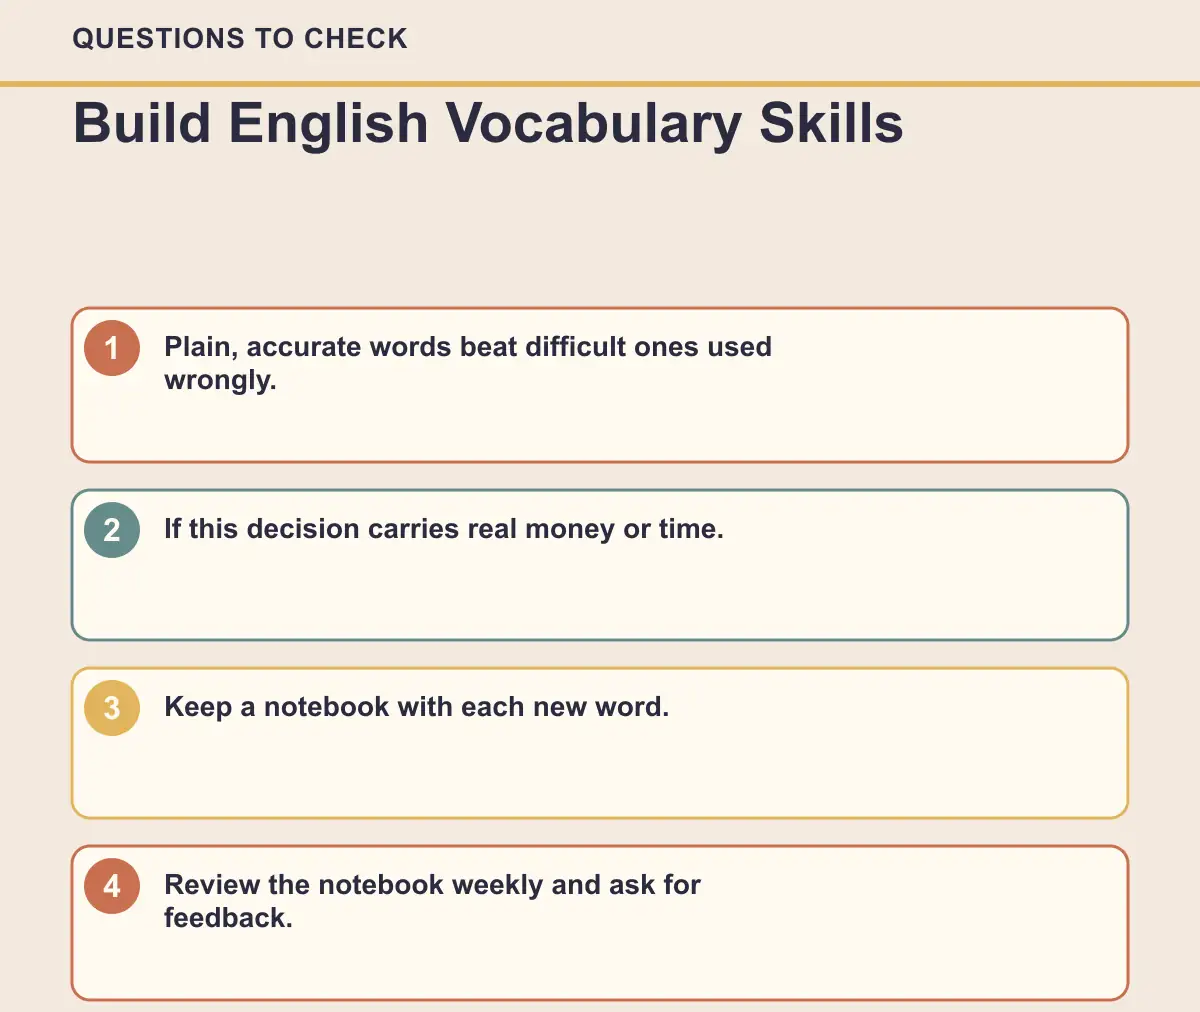 QUESTIONS TO CHECK
Build English Vocabulary Skills
1
Plain, accurate words beat difficult ones used
wrongly.
2
If this decision carries real money or time.
3
Keep a notebook with each new word.
4
Review the notebook weekly and ask for
feedback.